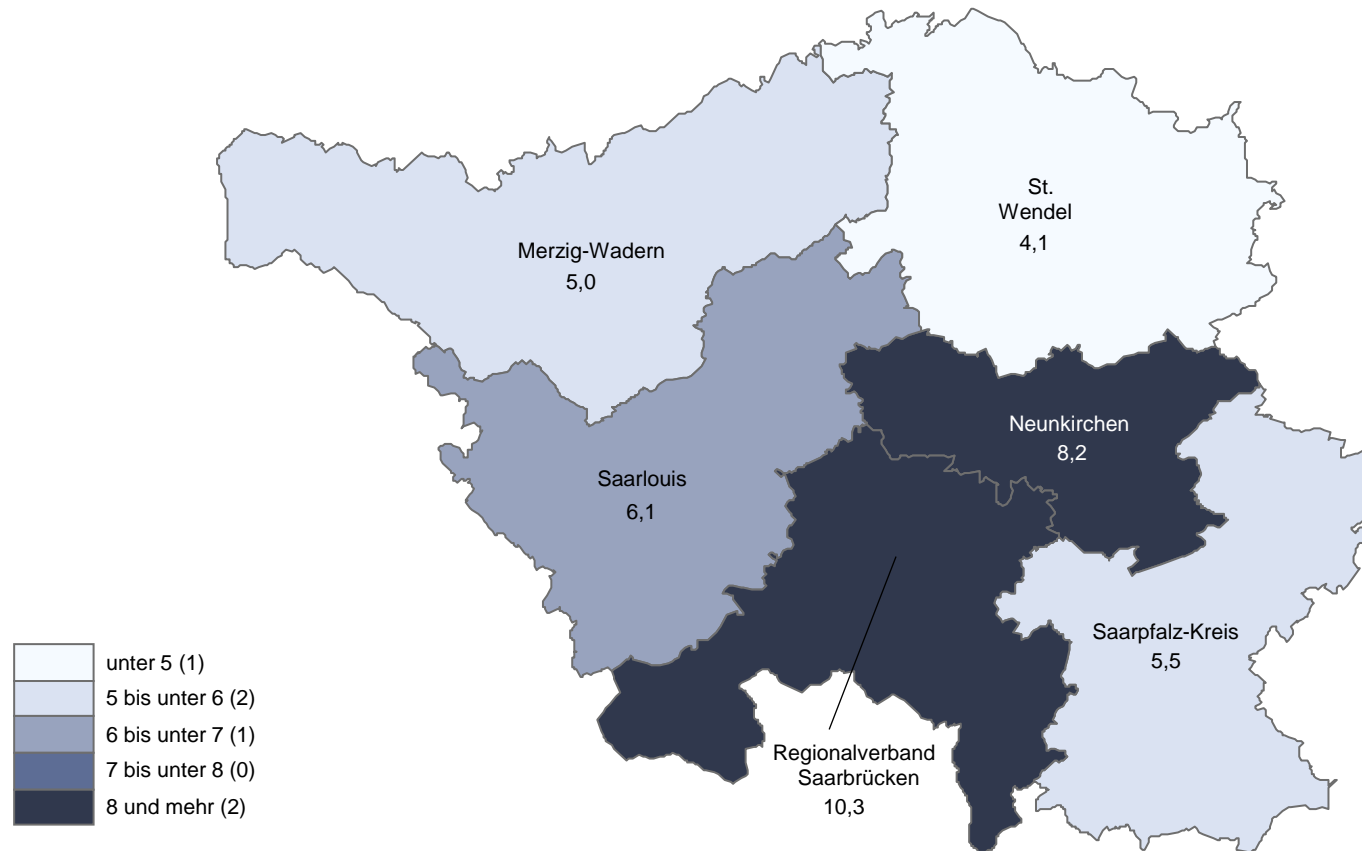 St.
Wendel
4,1
Merzig-Wadern
5,0
Neunkirchen
8,2
Saarlouis
6,1
Saarpfalz-Kreis
5,5
Regionalverband
Saarbrücken
10,3
unter 5 (1)
5 bis unter 6 (2)
6 bis unter 7 (1)
7 bis unter 8 (0)
8 und mehr (2)